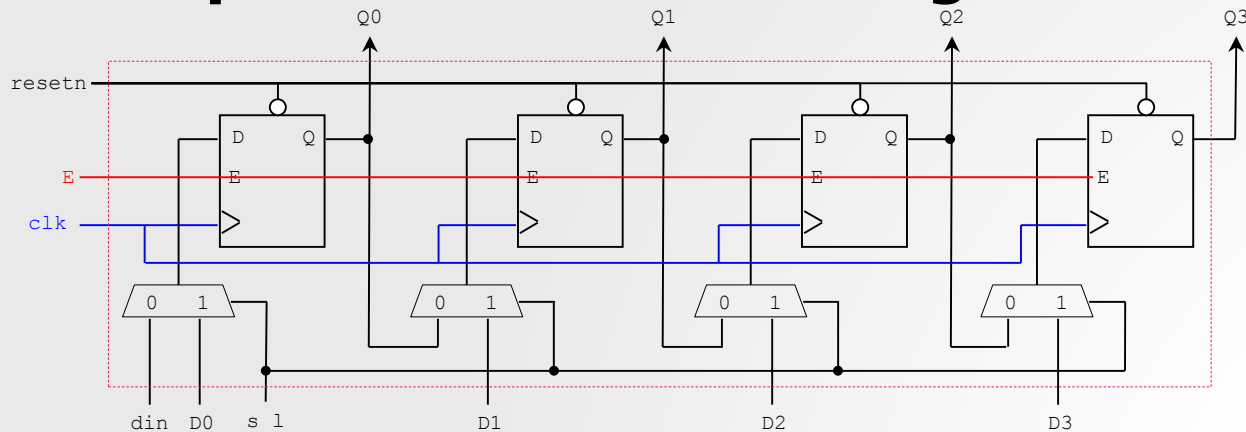 Q0 Q1 Q2 Q3
resetn
D Q D Q D Q D Q
E E E E E
clk
0 1 0 1 0 1 0 1
din D0 s l D1 D2 D3